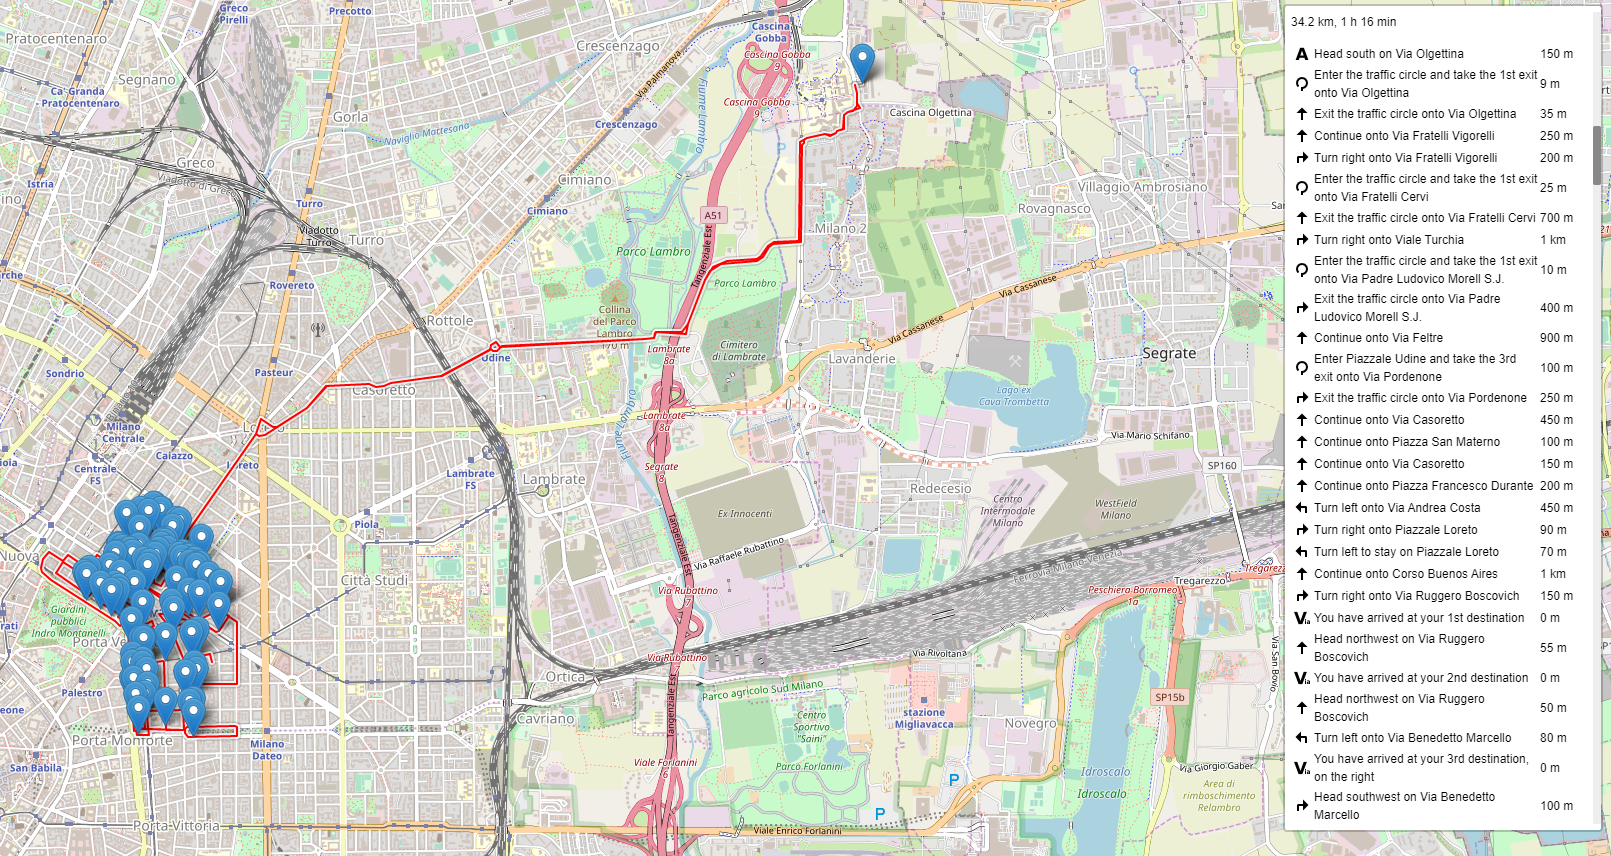 Greco
Pirelli
Precotto
Pratocentenaro
Crescenzago
Cascina
Gobba
Cascina Gobba
9
Segnano
Via Palmanova
Ca' Granda
- Pratocentenaro
Gorla
Fiume Lambro
Cascina Gobba
9
Cascina Olgettina
Crescenzago
Naviglio Martesana
Greco
Viadotto di Greco
Istria
Cimiano
Villaggio Ambrosiano
Turro
Cimiano
Rovagnasco
A51
Viadotto
Turro
Turro
Milano 2
Parco Lambro
Tangenziale Est
Parco Lambro
Via Cassanese
Rovereto
Collina
del Parco
Lambro
170 m
Rottole
Via Cassanese
Cimitero
di Lambrate
Lambrate
8a
Udine
Lavanderie
Segrate
Sondrio
Pasteur
Casoretto
Lago ex
Cava Trombetta
Fiume Lambro
Lambrate
8a
Milano
Centrale
Via Mario Schifano
Caiazzo
Loreto
Centrale
FS
Segrate
8
SP160
Lambrate
FS
Lambrate
Redecesio
Centro
Intermodale
Milano
WestField
Milano
Ex Innocenti
Piola
Tangenziale Est
Nuova
Via Raffaele Rubattino
Ferrovia Milano-Venezia
Tregarezzo
Città Studi
Via Rubattino
Peschiera Borromeo
1a
Giardini
pubblici
Indro Montanelli
Porta Ve
Via Rubattino
Via Rivoltana
Via San Bovio
Ortica
Palestro
Parco agricolo Sud Milano
SP15b
Tangenziale Est
Cavriano
Centro
Sportivo
"Saini"
stazione
Migliavacca
Novegro
Porta Monforte
Milano
Dateo
San Babila
Viale Forlanini
6
Parco Forlanini
Idroscalo
Idroscalo
Via Giorgio Gaber
Area di
rimboschimento
Relambro
P
P
P
Porta Vittoria
Viale Enrico Forlanini
34.2 km, 1 h 16 min
A Head south on Via Olgettina 150 m
Enter the traffic circle and take the 1st exit
onto Via Olgettina 9 m
Exit the traffic circle onto Via Olgettina 35 m
Continue onto Via Fratelli Vigorelli 250 m
Turn right onto Via Fratelli Vigorelli 200 m
Enter the traffic circle and take the 1st exit
onto Via Fratelli Cervi 25 m
Exit the traffic circle onto Via Fratelli Cervi 700 m
Turn right onto Viale Turchia 1 km
Enter the traffic circle and take the 1st exit
onto Via Padre Ludovico Morell S.J. 10 m
Exit the traffic circle onto Via Padre
Ludovico Morell S.J. 400 m
Continue onto Via Feltre 900 m
Enter Piazzale Udine and take the 3rd
exit onto Via Pordenone 100 m
Exit the traffic circle onto Via Pordenone 250 m
Continue onto Via Casoretto 450 m
Continue onto Piazza San Materno 100 m
Continue onto Via Casoretto 150 m
Continue onto Piazza Francesco Durante 200 m
Turn left onto Via Andrea Costa 450 m
Turn right onto Piazzale Loreto 90 m
Turn left to stay on Piazzale Loreto 70 m
Continue onto Corso Buenos Aires 1 km
Turn right onto Via Ruggero Boscovich 150 m
Via You have arrived at your 1st destination 0 m
Head northwest on Via Ruggero
Boscovich 55 m
Via You have arrived at your 2nd destination 0 m
Head northwest on Via Ruggero
Boscovich 50 m
Turn left onto Via Benedetto Marcello 80 m
Via You have arrived at your 3rd destination,
on the right 0 m
Head southwest on Via Benedetto
Marcello 100 m